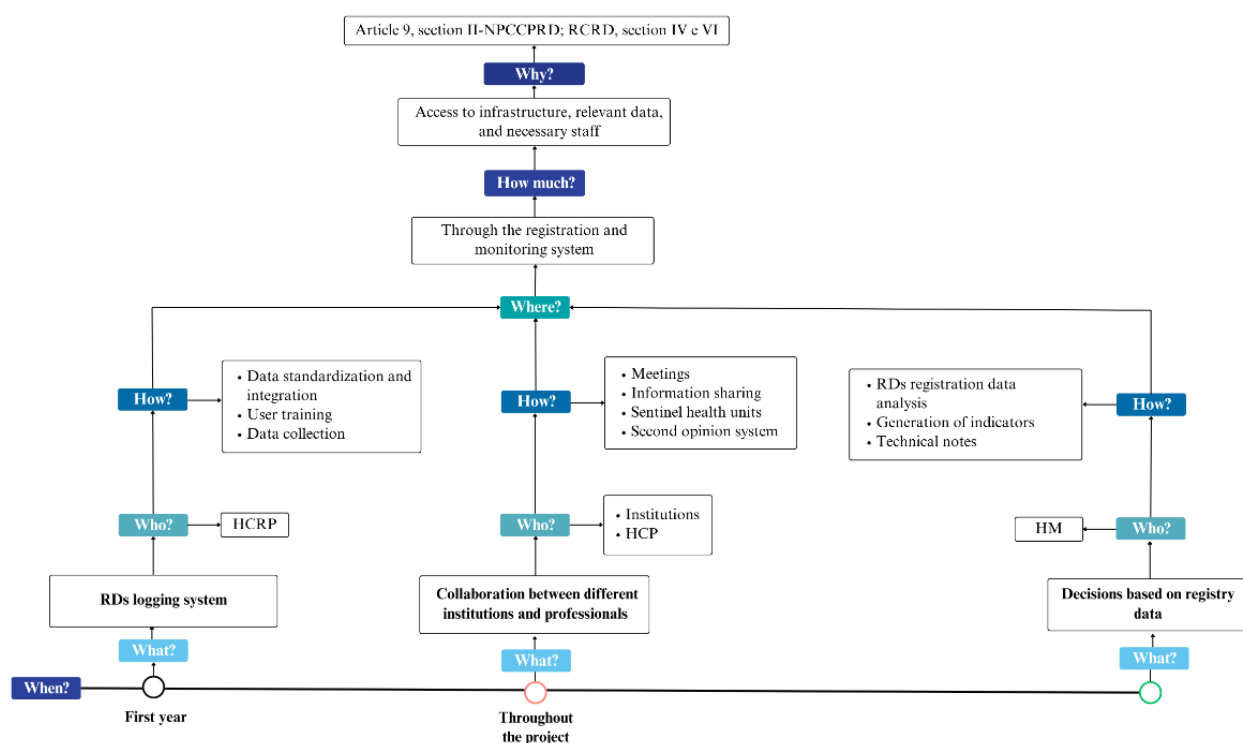 Article 9, section II-NPCCPRD; RCRD, section IV e VI
Why?
Access to infrastructure, relevant data,
and necessary staff
How much?
Through the registration and
monitoring system
Where?
How?
• Data standardization and
integration
• User training
• Data collection
How?
• Meetings
• Information sharing
• Sentinel health units
• Second opinion system
• RDs registration data
analysis
• Generation of indicators
• Technical notes
How?
Who?
HCRP
Who?
• Institutions
• HCP
HM
Who?
RDs logging system
Collaboration between different
institutions and professionals
Decisions based on registry
data
What?
What?
What?
When?
First year
Throughout
the project